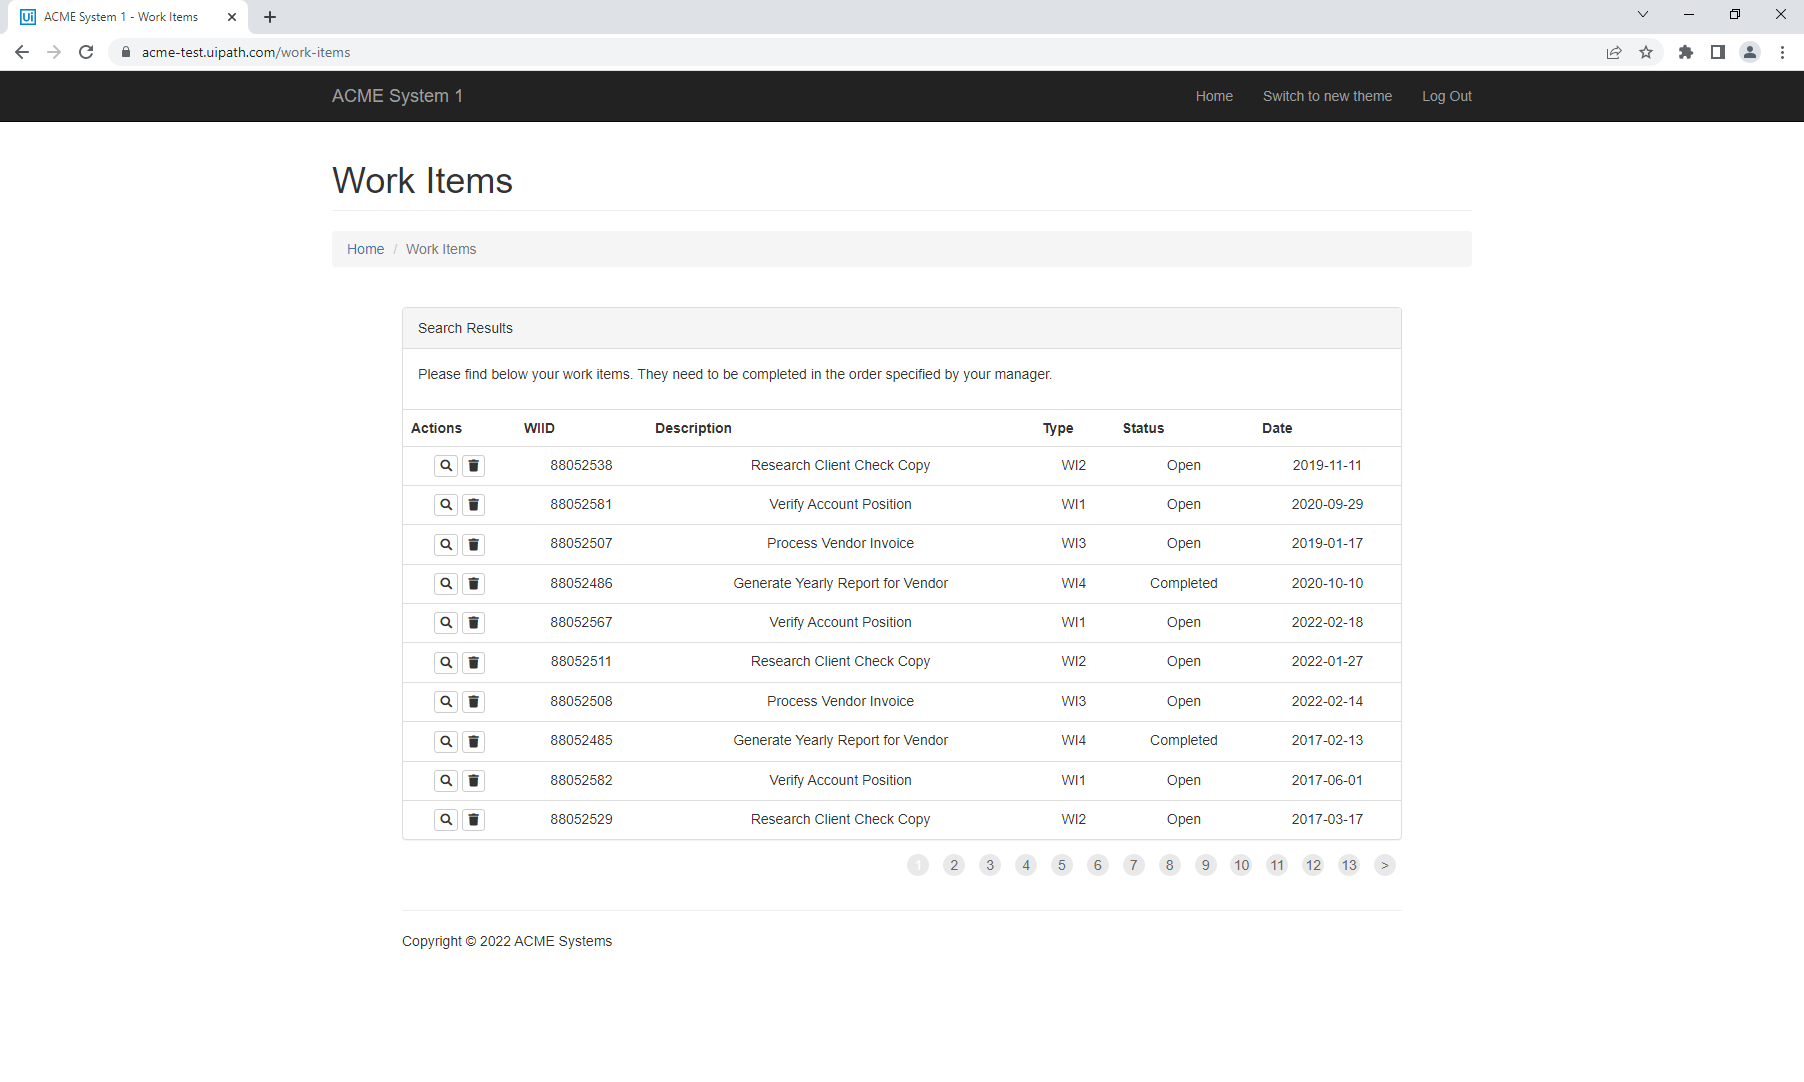 ACME System 1 - Work Items
acme-test.uipath.com/work-items
ACME System 1 Home Switch to new theme Log Out
Work Items
Home / Work Items
Search Results
Please find below your work items. They need to be completed in the order specified by your manager.
Actions WIID Description Type Status Date
88052538 Research Client Check Copy WI2 Open 2019-11-11
88052581 Verify Account Position WI1 Open 2020-09-29
88052507 Process Vendor Invoice WI3 Open 2019-01-17
88052486 Generate Yearly Report for Vendor WI4 Completed 2020-10-10
88052567 Verify Account Position WI1 Open 2022-02-18
88052511 Research Client Check Copy WI2 Open 2022-01-27
88052508 Process Vendor Invoice WI3 Open 2022-02-14
88052485 Generate Yearly Report for Vendor WI4 Completed 2017-02-13
88052582 Verify Account Position WI1 Open 2017-06-01
88052529 Research Client Check Copy WI2 Open 2017-03-17
1 2 3 4 5 6 7 8 9 10 11 12 13 >
Copyright © 2022 ACME Systems